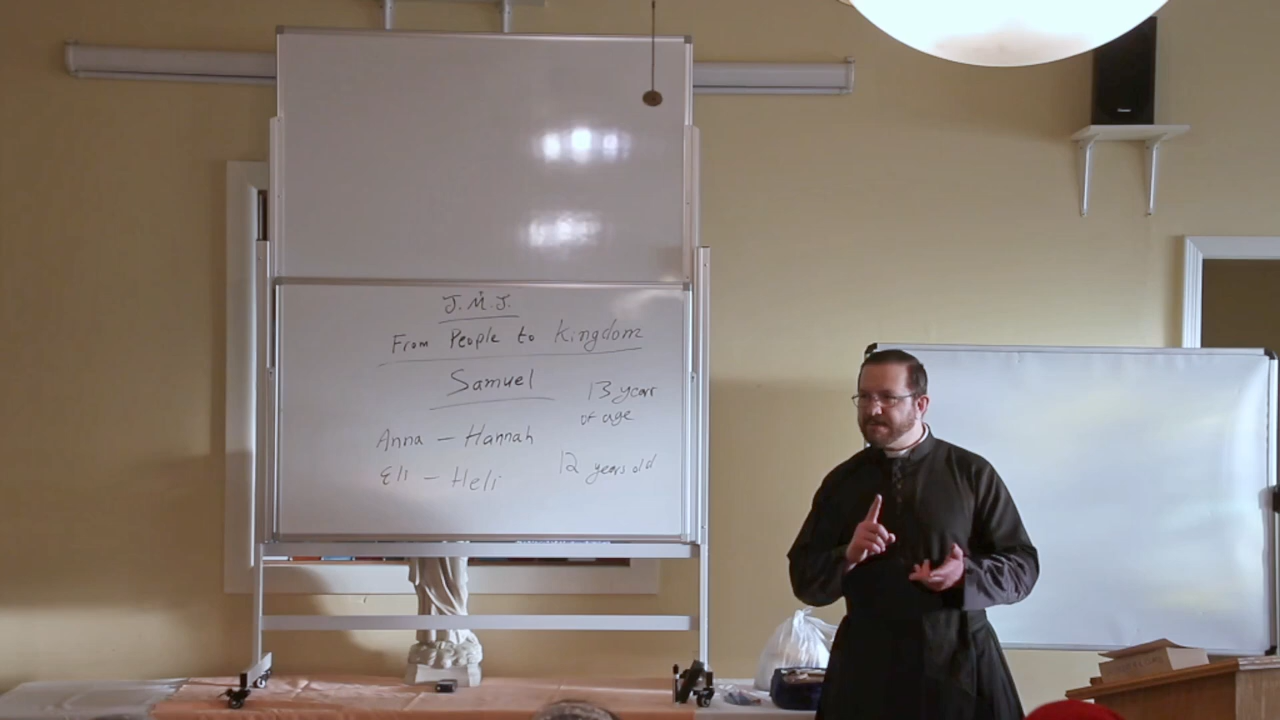 J.M.J.
From People to Kingdom
Samuel
13 years
of age
Anna — Hannah
12 years old
Eli — Heli